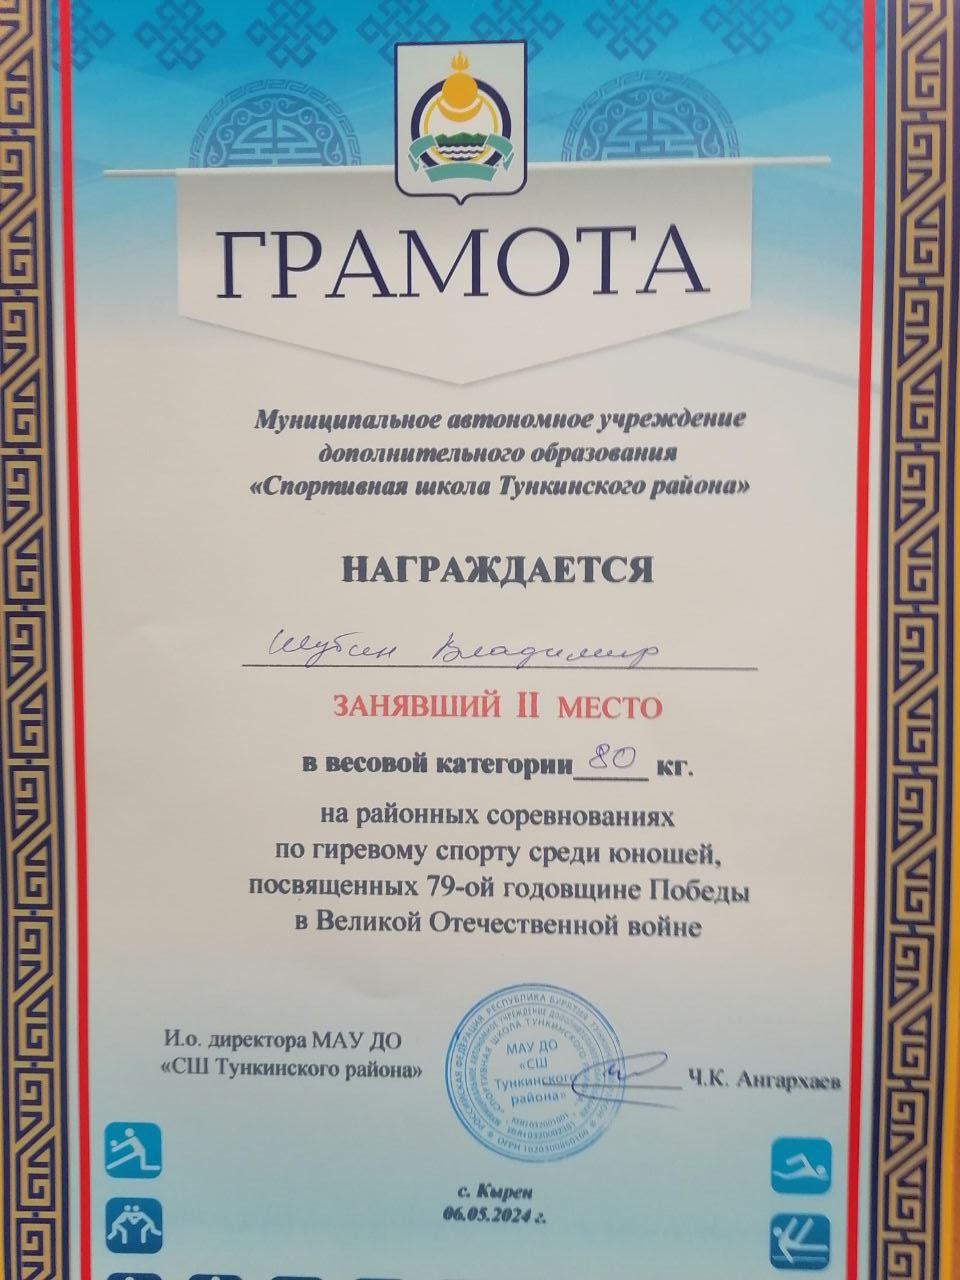 ГРАМОТА
Муниципальное автономное учреждение
дополнительного образования
«Спортивная школа Тункинского района»
НАГРАЖДАЕТСЯ
Шубин Владимир
ЗАНЯВШИЙ II МЕСТО
в весовой категории 80 кг.
на районных соревнованиях
по гиревому спорту среди юношей,
посвященных 79-ой годовщине Победы
в Великой Отечественной войне
И.о. директора МАУ ДО
«СШ Тункинского района»
МАУ ДО
«СШ
Тункинского
района»
Ч.К. Ангархаев
с. Кырен
06.05.2024 г.